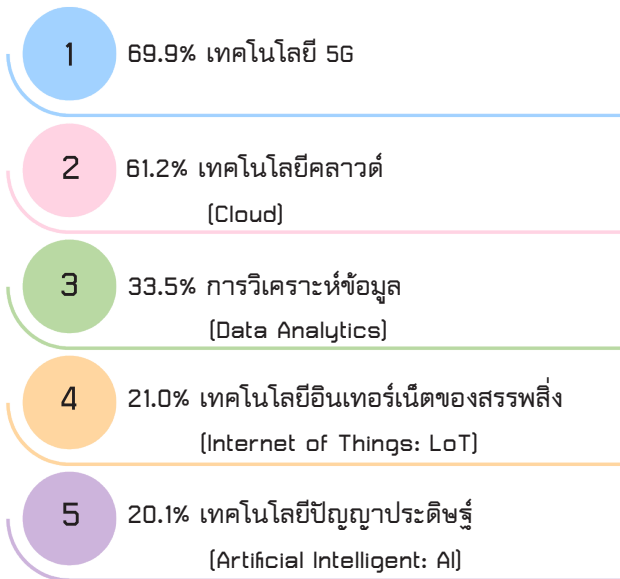 1
69.9% เทคโนโลยี 5G
2
61.2% เทคโนโลยีคลาวด์
(Cloud)
3
33.5% การวิเคราะห์ข้อมูล
(Data Analytics)
4
21.0% เทคโนโลยีอินเทอร์เน็ตของสรรพสิ่ง
(Internet of Things: LoT)
5
20.1% เทคโนโลยีปัญญาประดิษฐ์
(Artificial Intelligent: AI)